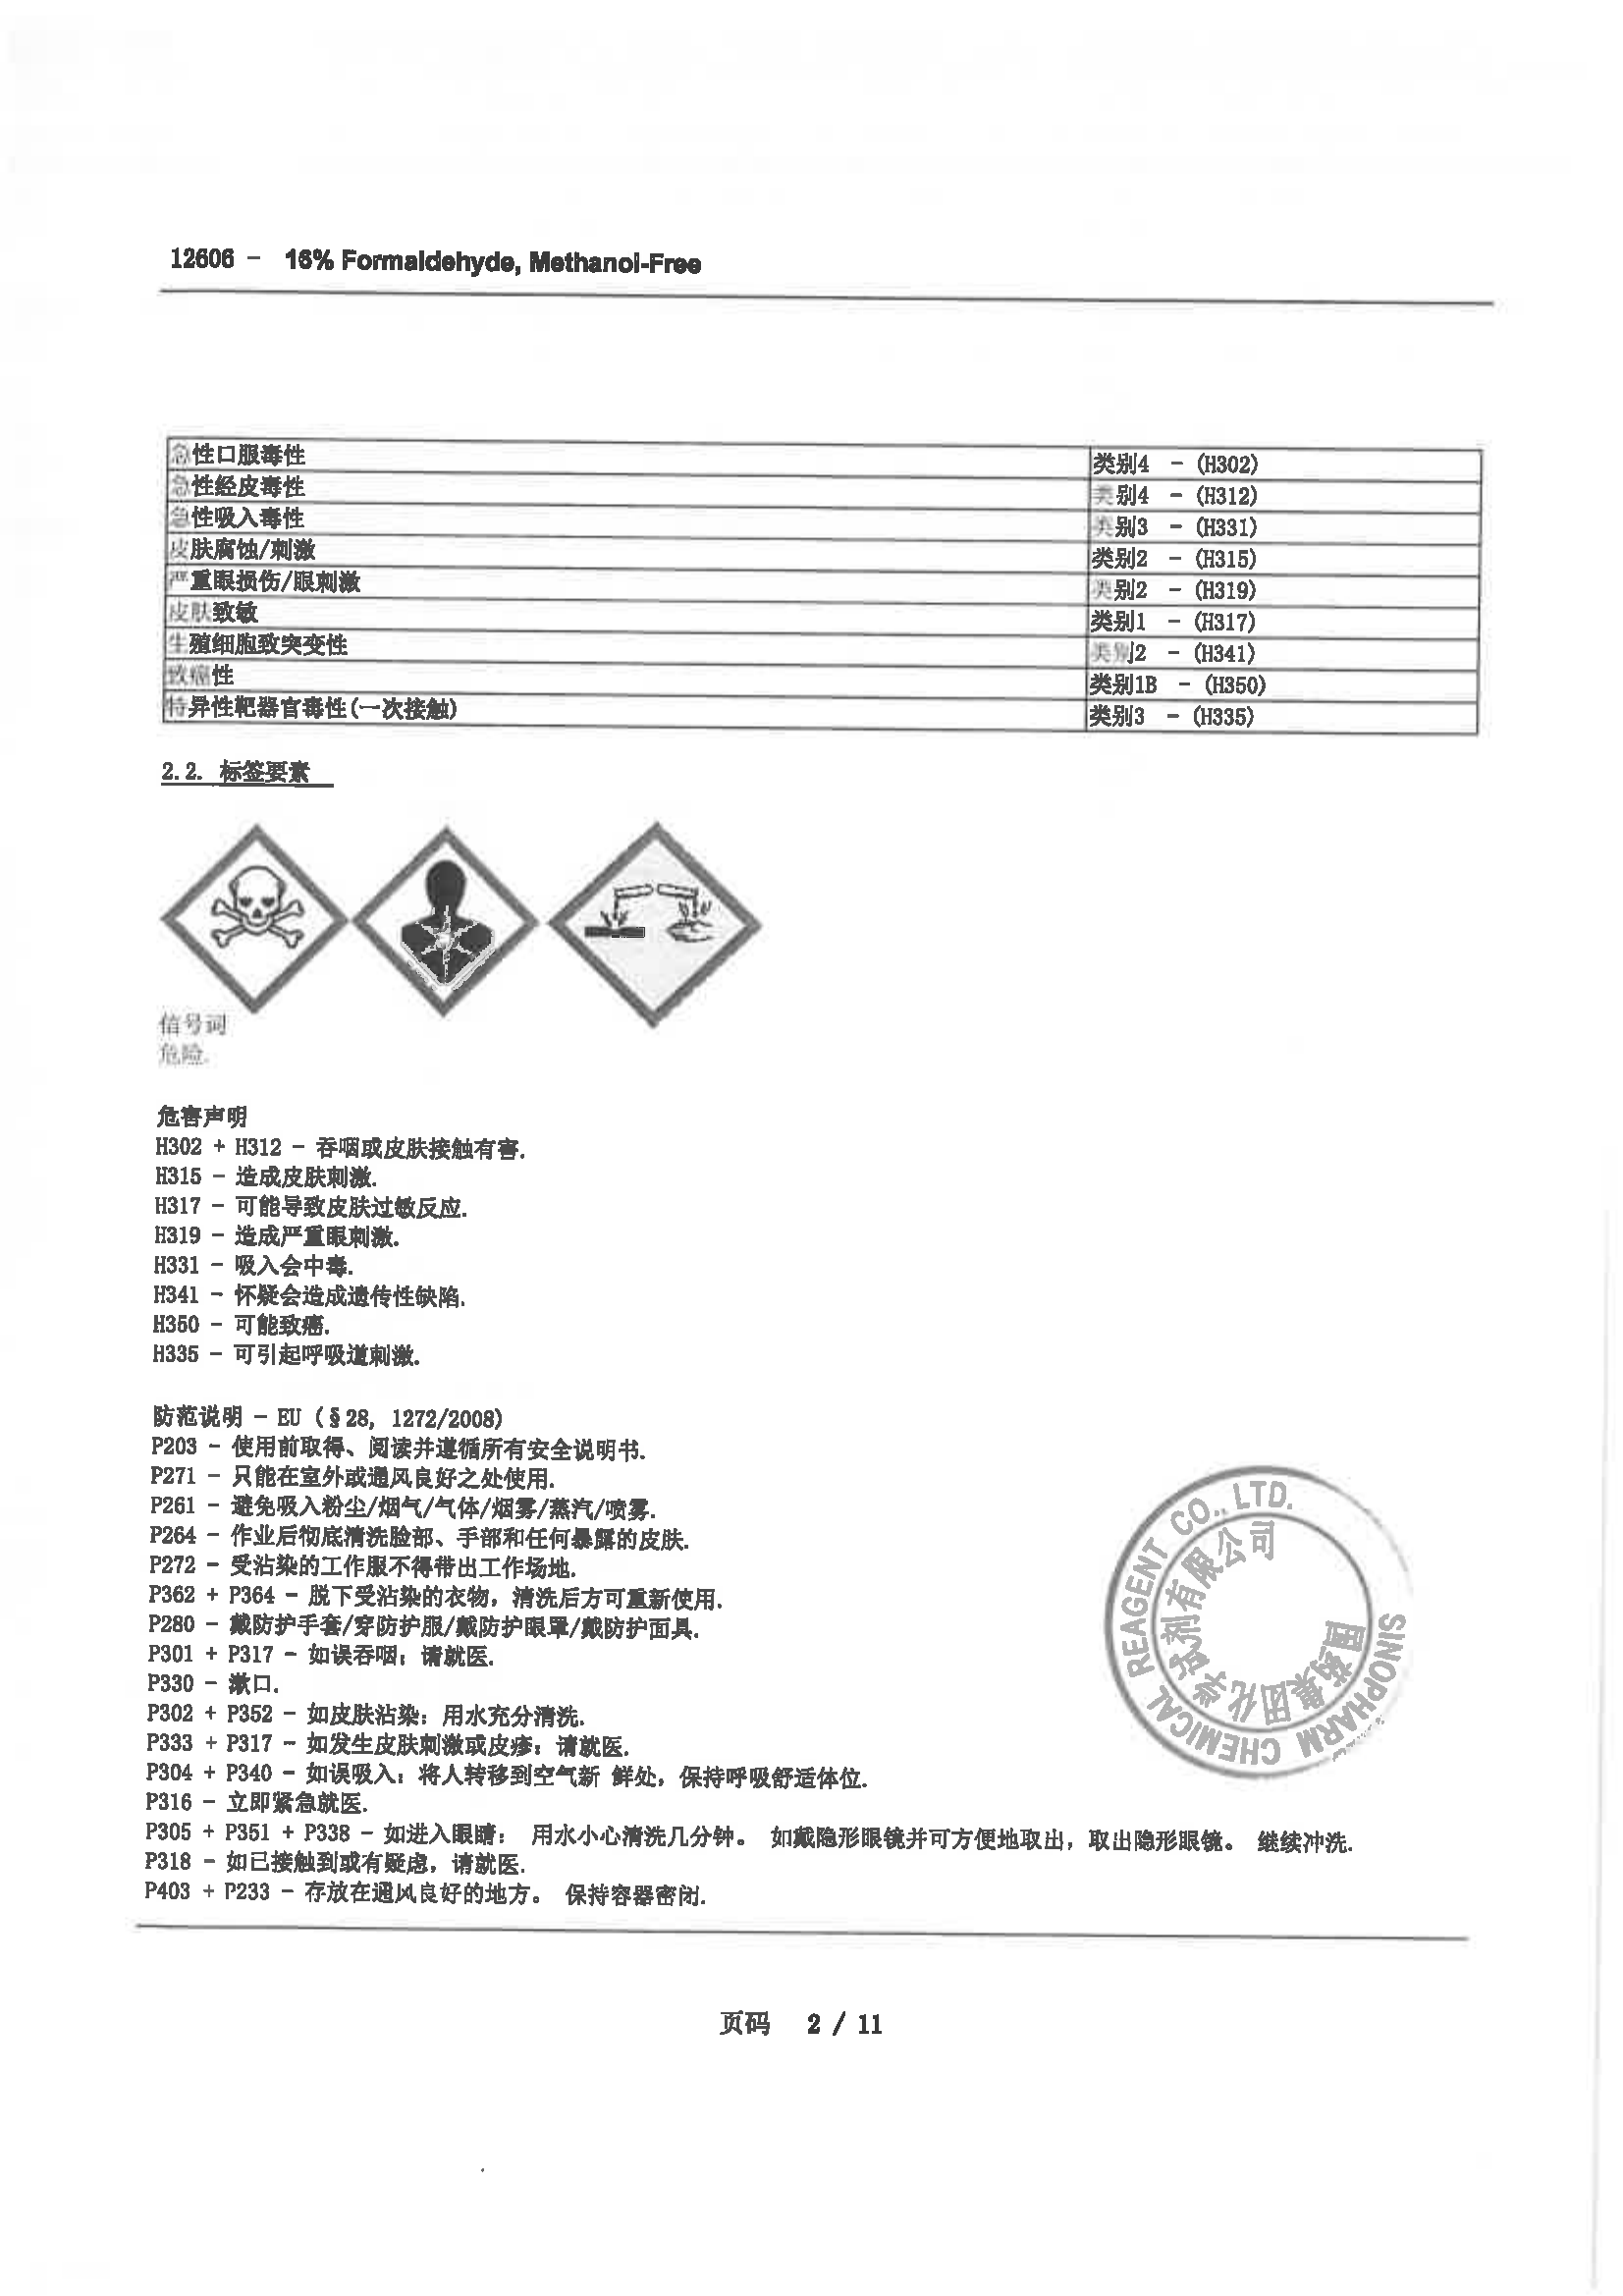 12606 - 16% Formaldehyde, Methanol-Free
急性口服毒性 类别4 - (H302)
急性经皮毒性 类别4 - (H312)
急性吸入毒性 类别3 - (H331)
皮肤腐蚀/刺激 类别2 - (H315)
严重眼损伤/眼刺激 类别2 - (H319)
皮肤致敏 类别1 - (H317)
生殖细胞致突变性 类别2 - (H341)
致癌性 类别1B - (H350)
特异性靶器官毒性(一次接触) 类别3 - (H335)
2.2. 标签要素
信号词
危险.
危害声明
H302 + H312 - 吞咽或皮肤接触有害.
H315 - 造成皮肤刺激.
H317 - 可能导致皮肤过敏反应.
H319 - 造成严重眼刺激.
H331 - 吸入会中毒.
H341 - 怀疑会造成遗传性缺陷.
H350 - 可能致癌.
H335 - 可引起呼吸道刺激.
防范说明 - EU (§28, 1272/2008)
P203 - 使用前取得、阅读并遵循所有安全说明书.
P271 - 只能在室外或通风良好之处使用.
P261 - 避免吸入粉尘/烟气/气体/烟雾/蒸汽/喷雾.
P264 - 作业后彻底清洗脸部、手部和任何暴露的皮肤.
P272 - 受沾染的工作服不得带出工作场地.
P362 + P364 - 脱下受沾染的衣物，清洗后方可重新使用.
P280 - 戴防护手套/穿防护服/戴防护眼罩/戴防护面具.
P301 + P317 - 如误吞咽：请就医.
P330 - 漱口.
P302 + P352 - 如皮肤沾染：用水充分清洗.
P333 + P317 - 如发生皮肤刺激或皮疹：请就医.
P304 + P340 - 如误吸入：将人转移到空气新 鲜处，保持呼吸舒适体位.
P316 - 立即紧急就医.
P305 + P351 + P338 - 如进入眼睛： 用水小心清洗几分钟。 如戴隐形眼镜并可方便地取出，取出隐形眼镜。 继续冲洗.
P318 - 如已接触到或有疑虑，请就医.
P403 + P233 - 存放在通风良好的地方。 保持容器密闭.
SINOPHARM CHEMICAL REAGENT CO., LTD.
国药集团化学试剂有限公司
页码 2 / 11